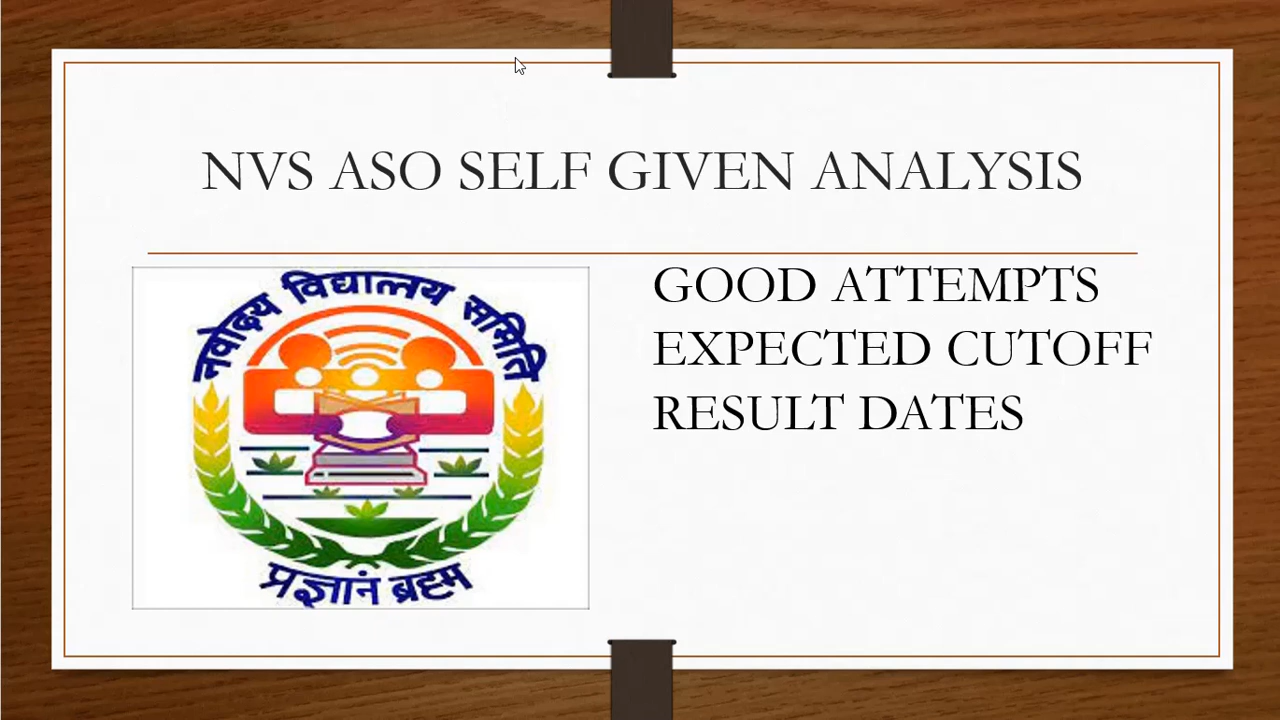 NVS ASO SELF GIVEN ANALYSIS
नवोदय विद्यालय समिति
प्रज्ञानं ब्रह्म
GOOD ATTEMPTS
EXPECTED CUTOFF
RESULT DATES